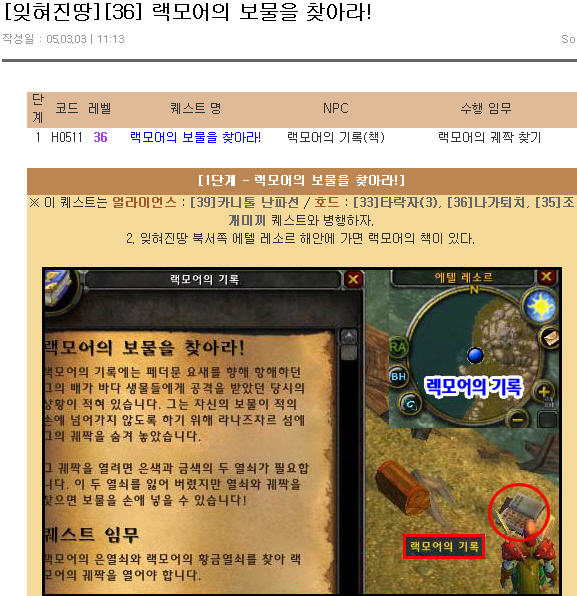 [잊혀진땅][36] 랙모어의 보물을 찾아라!
작성일 : 05,03,03 | 11:13
So
단계 코드 레벨 퀘스트 명 NPC 수행 임무
1 H0511 36 랙모어의 보물을 찾아라! 랙모어의 기록(책) 랙모어의 궤짝 찾기
[1단계 - 랙모어의 보물을 찾아라!]
※ 이 퀘스트는 얼라이언스 : [39]카니톨 난파선 / 호드 : [33]타락자(3), [36]나가퇴치, [35]조
개미끼 퀘스트와 병행하자.
2, 잊혀진땅 북서쪽 에텔 레소르 해안에 가면 랙모어의 책이 있다.
랙모어의 기록
에텔 레소르
N
랙모어의 보물을 찾아라!
랙모어의 기록에는 페더문 요새를 향해 항해하던
그의 배가 바다 생물들에게 공격을 받았던 당시의
상황이 적혀 있습니다. 그는 자신의 보물이 적의
손에 넘어가지 않도록 하기 위해 라나즈자르 섬에
그의 궤짝을 숨겨 놓았습니다.
그 궤짝을 열려면 은색과 금색의 두 열쇠가 필요합
니다. 이 두 열쇠를 잃어 버렸지만 열쇠와 궤짝을
찾으면 보물을 손에 넣을 수 있습니다!
퀘스트 임무
랙모어의 은열쇠와 랙모어의 황금열쇠를 찾아 랙
모어의 궤짝을 열어야 합니다.
RA
BH
G
랙모어의 기록
랙모어의 기록